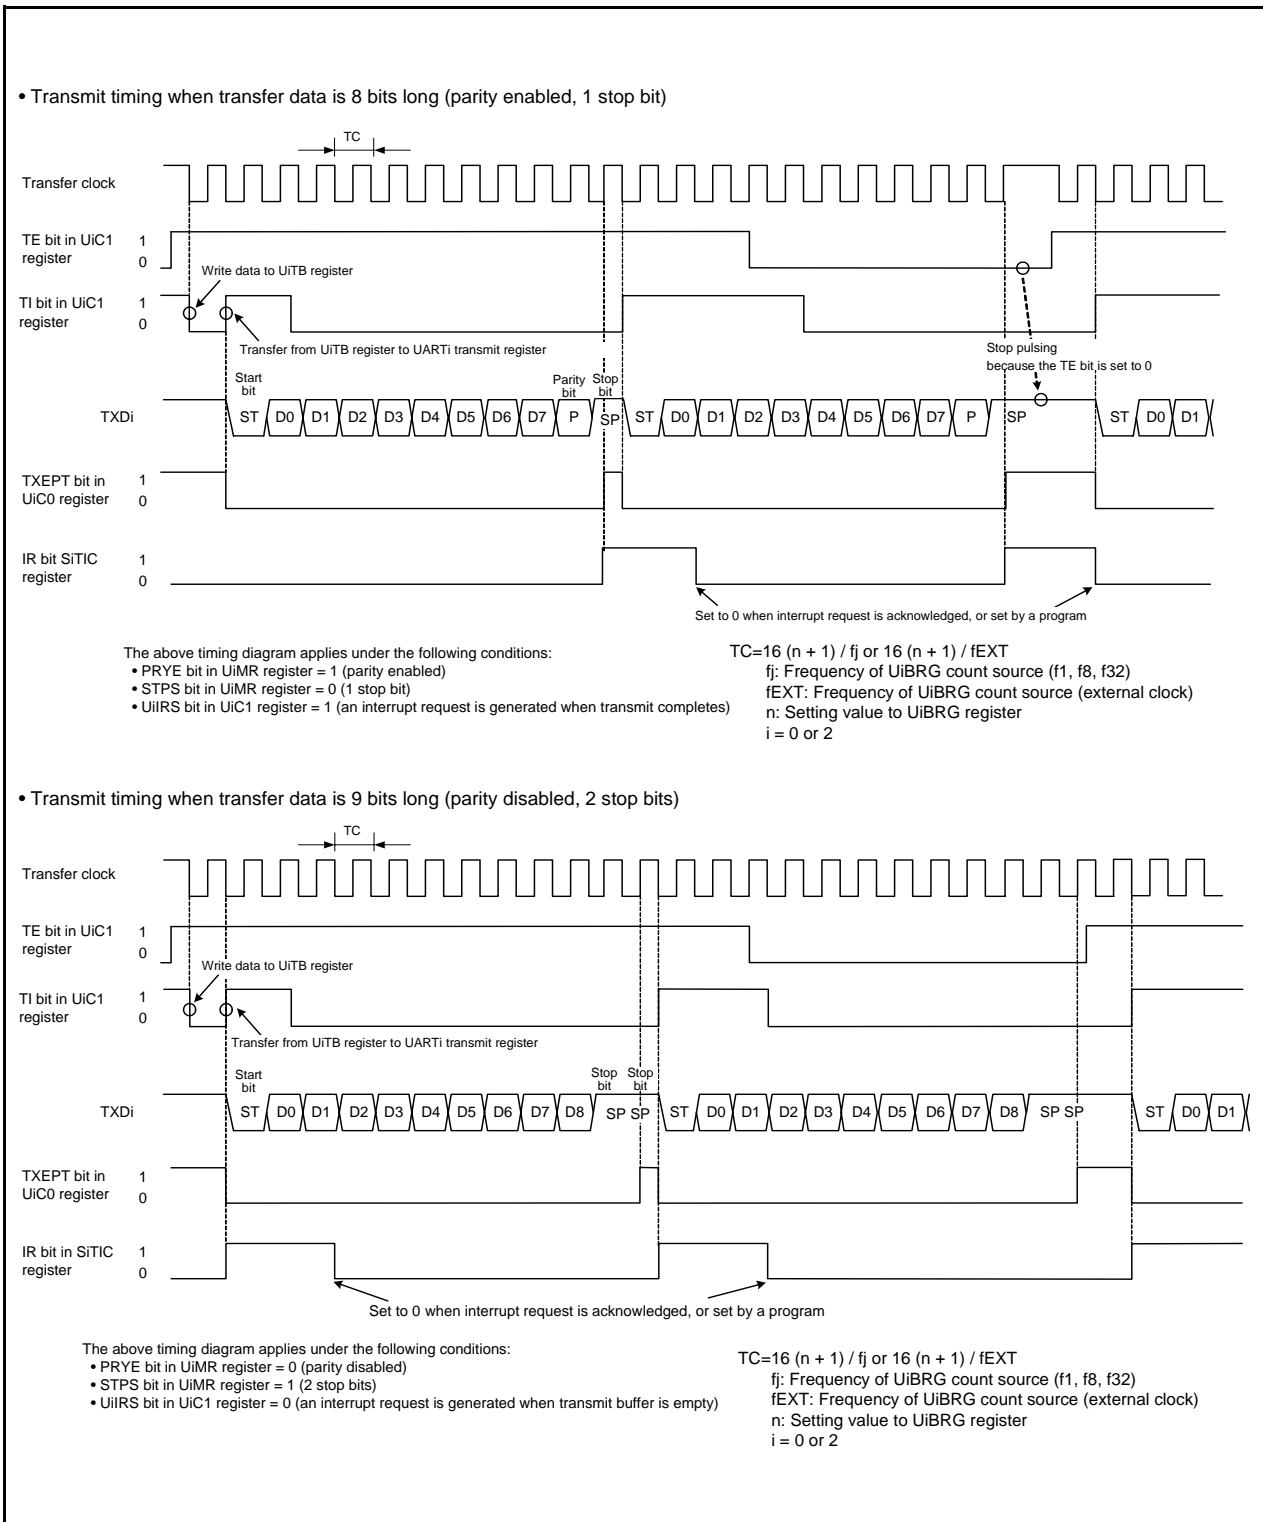 • Transmit timing when transfer data is 8 bits long (parity enabled, 1 stop bit)
TC
Transfer clock
TE bit in UiC1 register
1
0
Write data to UiTB register
TI bit in UiC1 register
1
0
Transfer from UiTB register to UARTi transmit register
Stop pulsing
because the TE bit is set to 0
Start bit
Parity bit
Stop bit
TXDi
ST D0 D1 D2 D3 D4 D5 D6 D7 P SP ST D0 D1 D2 D3 D4 D5 D6 D7 P SP ST D0 D1
TXEPT bit in UiC0 register
1
0
IR bit SiTIC register
1
0
Set to 0 when interrupt request is acknowledged, or set by a program
The above timing diagram applies under the following conditions:
• PRYE bit in UiMR register = 1 (parity enabled)
• STPS bit in UiMR register = 0 (1 stop bit)
• UiIRS bit in UiC1 register = 1 (an interrupt request is generated when transmit completes)
TC=16 (n + 1) / fj or 16 (n + 1) / fEXT
fj: Frequency of UiBRG count source (f1, f8, f32)
fEXT: Frequency of UiBRG count source (external clock)
n: Setting value to UiBRG register
i = 0 or 2
• Transmit timing when transfer data is 9 bits long (parity disabled, 2 stop bits)
TC
Transfer clock
TE bit in UiC1 register
1
0
Write data to UiTB register
TI bit in UiC1 register
1
0
Transfer from UiTB register to UARTi transmit register
Start bit
Stop bit
Stop bit
TXDi
ST D0 D1 D2 D3 D4 D5 D6 D7 D8 SP SP ST D0 D1 D2 D3 D4 D5 D6 D7 D8 SP SP ST D0 D1
TXEPT bit in UiC0 register
1
0
IR bit in SiTIC register
1
0
Set to 0 when interrupt request is acknowledged, or set by a program
The above timing diagram applies under the following conditions:
• PRYE bit in UiMR register = 0 (parity disabled)
• STPS bit in UiMR register = 1 (2 stop bits)
• UiIRS bit in UiC1 register = 0 (an interrupt request is generated when transmit buffer is empty)
TC=16 (n + 1) / fj or 16 (n + 1) / fEXT
fj: Frequency of UiBRG count source (f1, f8, f32)
fEXT: Frequency of UiBRG count source (external clock)
n: Setting value to UiBRG register
i = 0 or 2